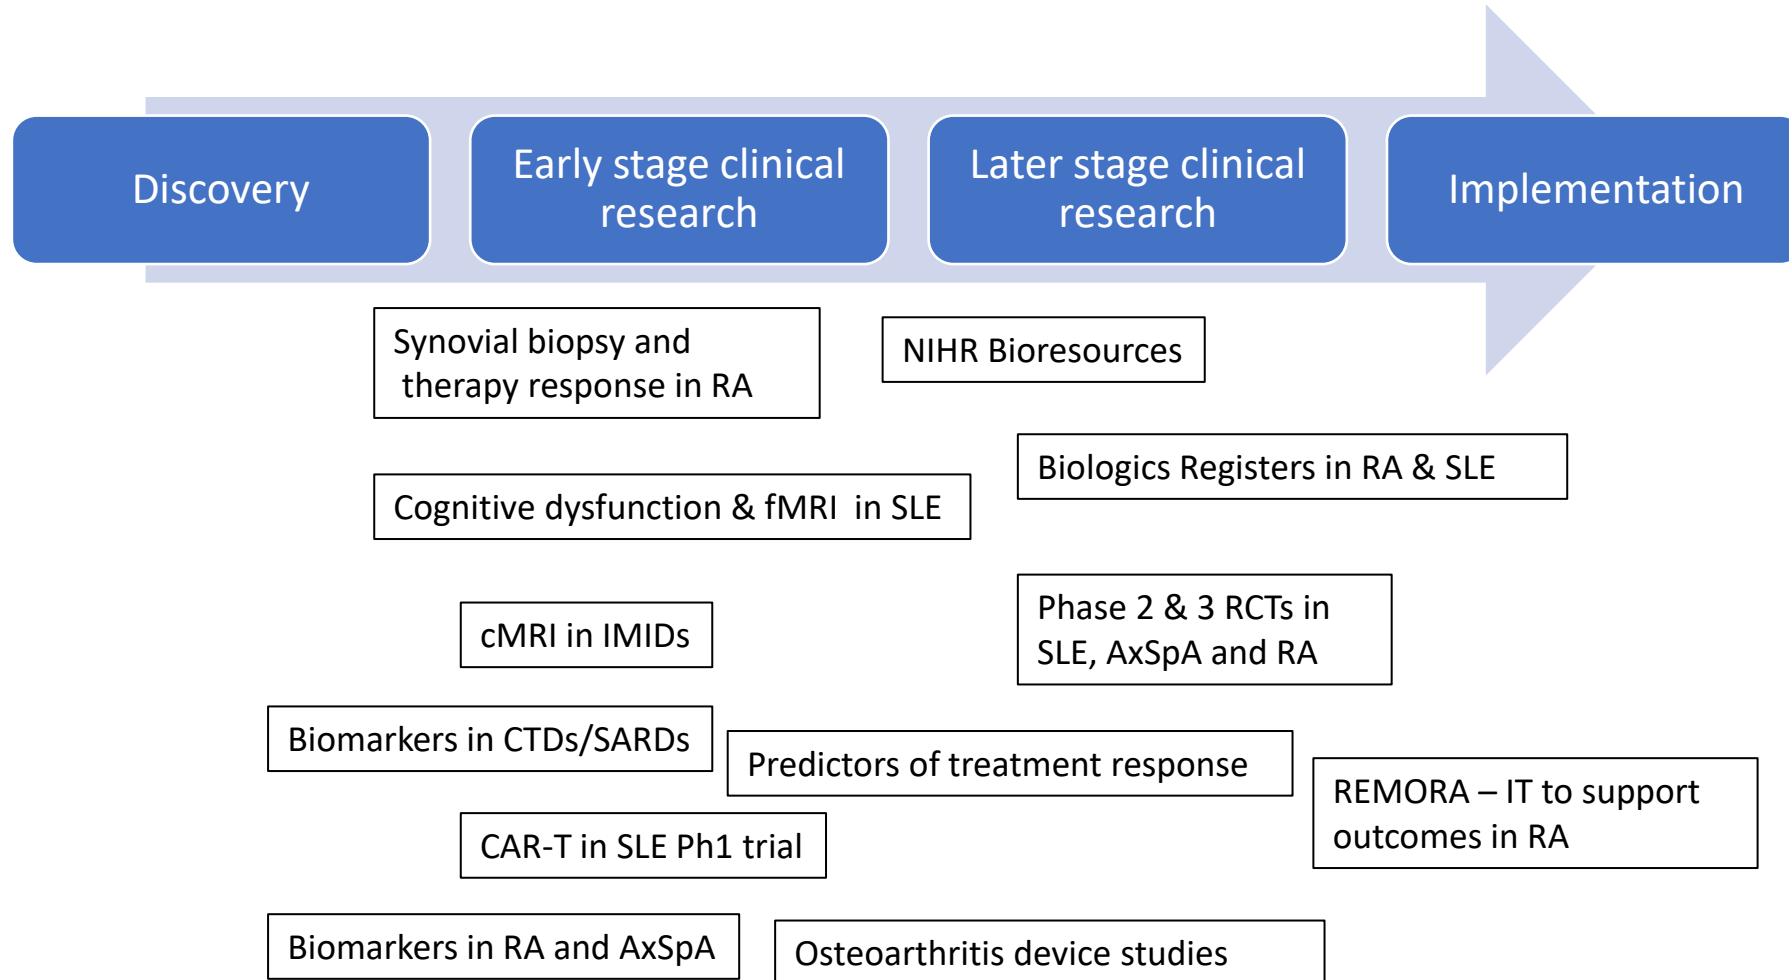 Discovery
Early stage clinical
research
Later stage clinical
research
Implementation
Synovial biopsy and
therapy response in RA
NIHR Bioresources
Biologics Registers in RA & SLE
Cognitive dysfunction & fMRI in SLE
Phase 2 & 3 RCTs in
SLE, AxSpA and RA
cMRI in IMIDs
Biomarkers in CTDs/SARDs
Predictors of treatment response
REMORA – IT to support
outcomes in RA
CAR-T in SLE Ph1 trial
Biomarkers in RA and AxSpA
Osteoarthritis device studies